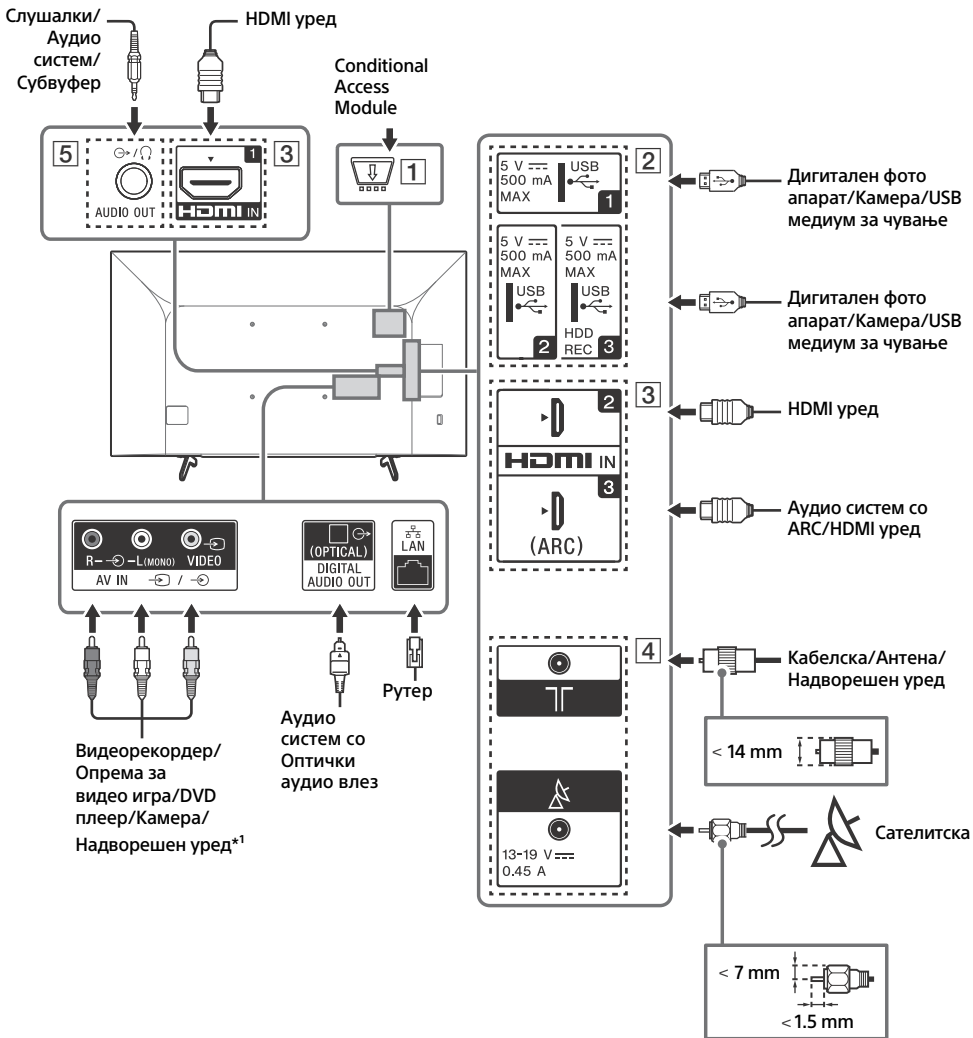 Слушалки/
Аудио
систем/
Субвуфер
HDMI уред
Conditional
Access
Module
5
AUDIO OUT
1
HDMI IN
3
1
5 V
500 mA
MAX
USB
1
2
Дигитален фото
апарат/Камера/USB
медиум за чување
5 V
500 mA
MAX
USB
2
5 V
500 mA
MAX
USB
HDD
REC 3
Дигитален фото
апарат/Камера/USB
медиум за чување
2
HDMI IN
3
(ARC)
3
HDMI уред
Аудио систем со
ARC/HDMI уред
R- -L(MONO) VIDEO
AV IN /
(OPTICAL)
DIGITAL
AUDIO OUT
LAN
Видеорекордер/
Опрема за
видео игра/DVD
плеер/Камера/
Надворешен уред*1
Аудио
систем со
Оптички
аудио влез
Рутер
4
Кабелска/Антена/
Надворешен уред
< 14 mm
13-19 V
0.45 A
Сателитска
< 7 mm
< 1.5 mm